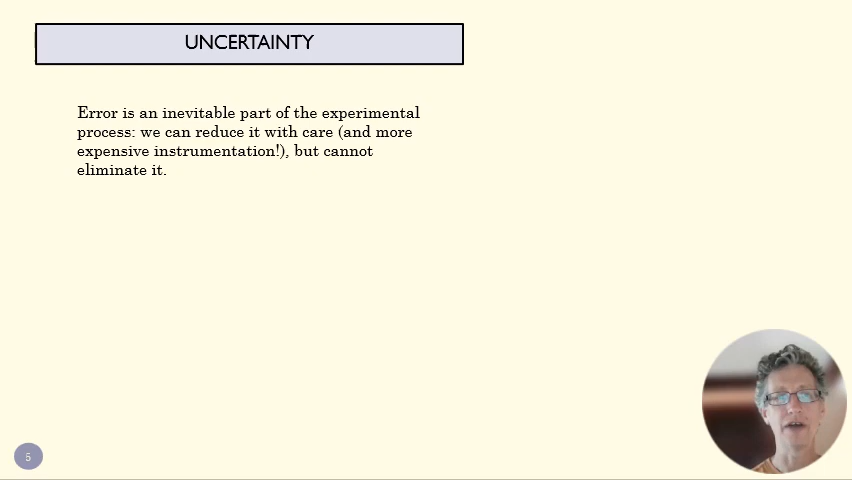 UNCERTAINTY
Error is an inevitable part of the experimental
process: we can reduce it with care (and more
expensive instrumentation!), but cannot
eliminate it.
5